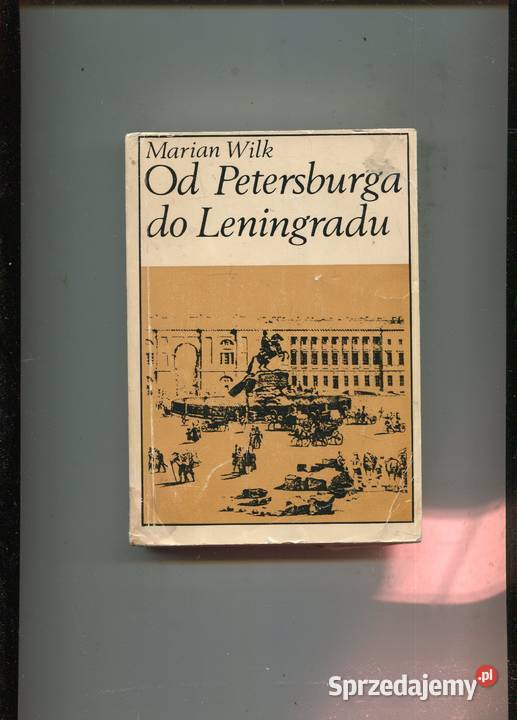 Marian Wilk
Od Petersburga
do Leningradu
Sprzedajemy.pl